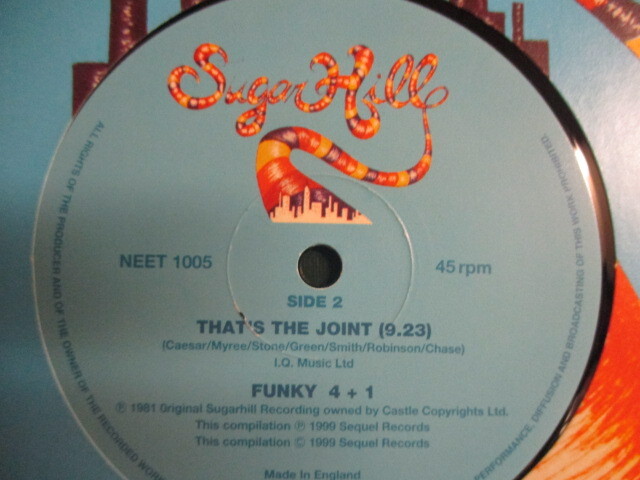 Sugar Hill
NEET 1005
45 rpm
SIDE 2
THAT'S THE JOINT (9.23)
(Caesar/Myree/Stone/Green/Smith/Robinson/Chase)
I.Q. Music Ltd
FUNKY 4 + 1
℗ 1981 Original Sugarhill Recording owned by Castle Copyrights Ltd.
This compilation ℗ 1999 Sequel Records
This compilation © 1999 Sequel Records
Made in England
ALL RIGHTS OF THE PRODUCER AND OF THE OWNER OF THE RECORDED
PERFORMANCE, DIFFUSION AND BROADCASTING OF THIS WORK PROHIBITED.